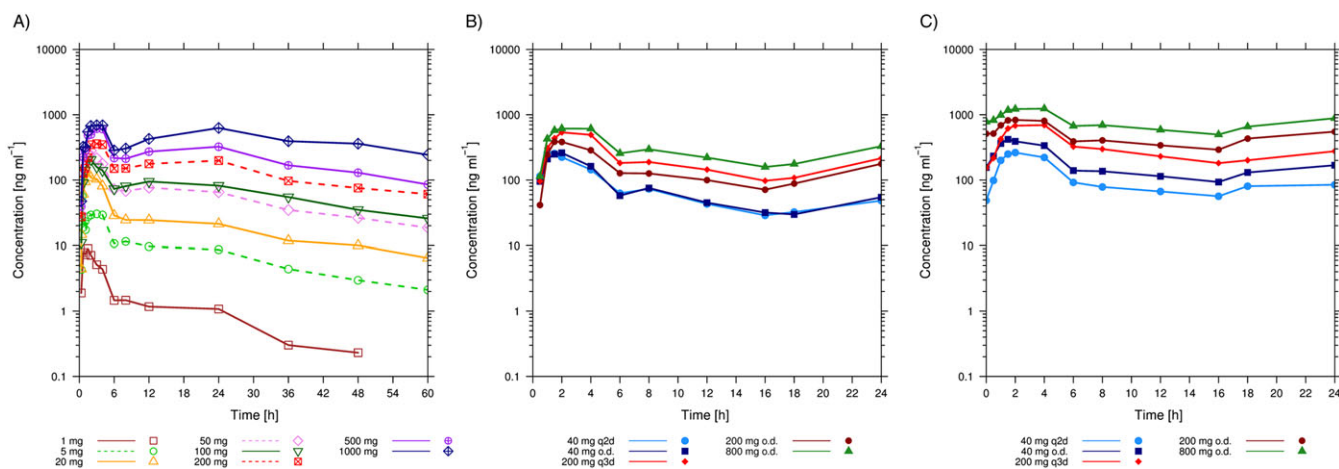 A)
B)
C)
Concentration [ng ml⁻¹]
10000
1000
100
10
1
0.1
0 6 12 18 24 30 36 42 48 54 60
Time [h]
Concentration [ng ml⁻¹]
10000
1000
100
10
1
0.1
0 2 4 6 8 10 12 14 16 18 20 22 24
Time [h]
Concentration [ng ml⁻¹]
10000
1000
100
10
1
0.1
0 2 4 6 8 10 12 14 16 18 20 22 24
Time [h]
1 mg 50 mg 500 mg
5 mg 100 mg 1000 mg
20 mg 200 mg
40 mg q2d 200 mg o.d.
40 mg o.d. 800 mg o.d.
200 mg q3d
40 mg q2d 200 mg o.d.
40 mg o.d. 800 mg o.d.
200 mg q3d